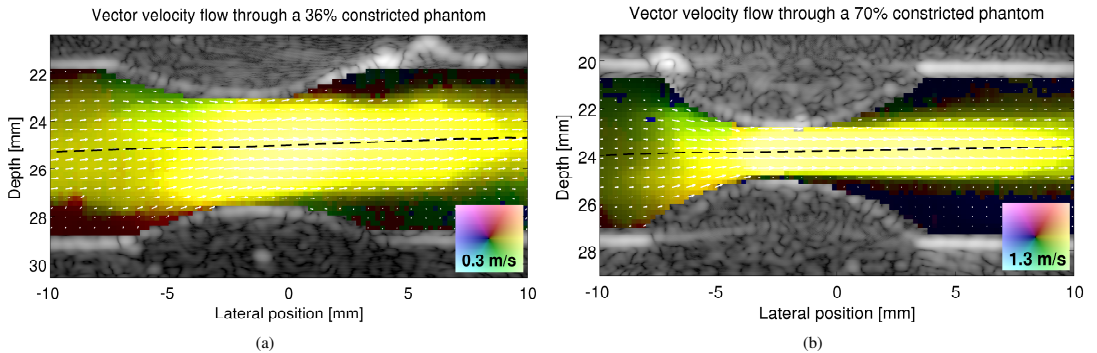 Vector velocity flow through a 36% constricted phantom
22
24
26
28
30
Depth [mm]
0.3 m/s
-10
-5
0
5
10
Lateral position [mm]
(a)
Vector velocity flow through a 70% constricted phantom
20
22
24
26
28
Depth [mm]
1.3 m/s
-10
-5
0
5
10
Lateral position [mm]
(b)